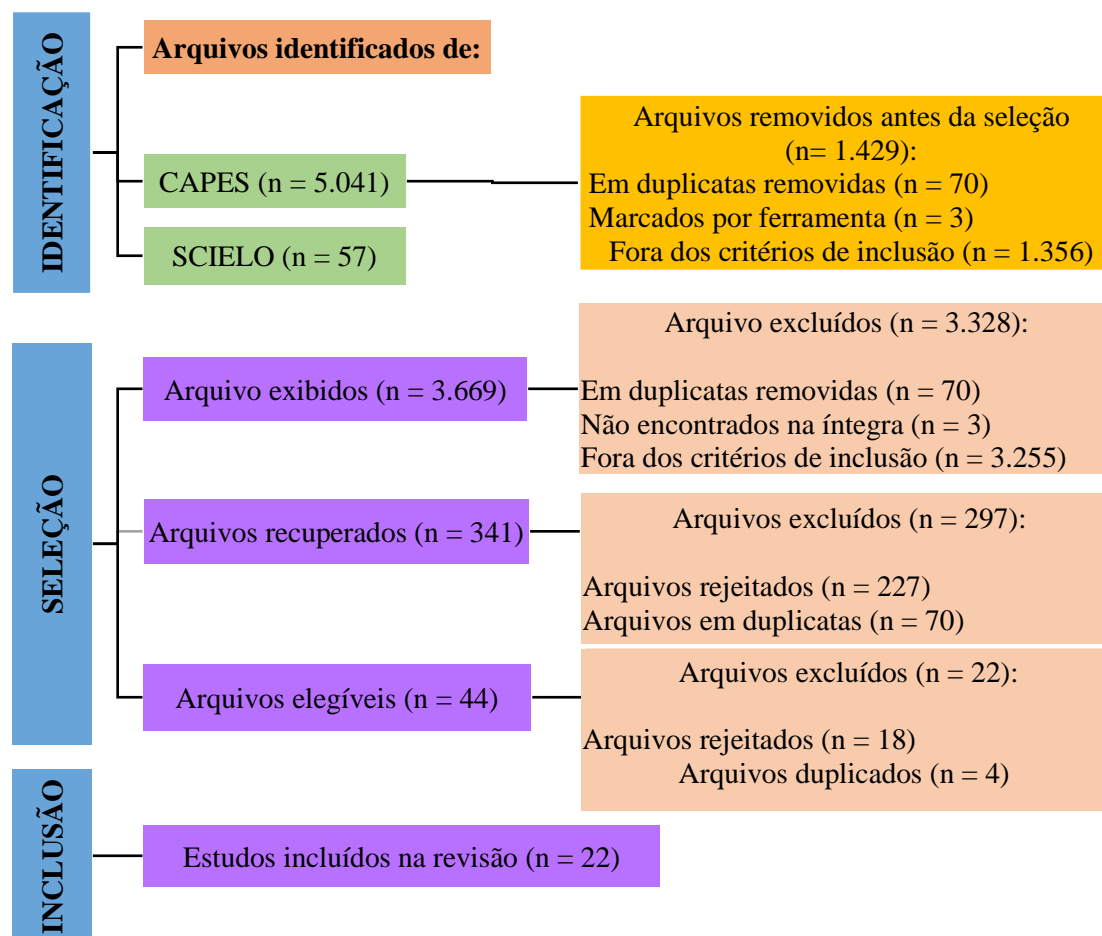 IDENTIFICAÇÃO
Arquivos identificados de:
CAPES (n = 5.041)
SCIELO (n = 57)
Arquivos removidos antes da seleção
(n= 1.429):
Em duplicatas removidas (n = 70)
Marcados por ferramenta (n = 3)
Fora dos critérios de inclusão (n = 1.356)
SELEÇÃO
Arquivo exibidos (n = 3.669)
Arquivo excluídos (n = 3.328):
Em duplicatas removidas (n = 70)
Não encontrados na íntegra (n = 3)
Fora dos critérios de inclusão (n = 3.255)
Arquivos recuperados (n = 341)
Arquivos excluídos (n = 297):
Arquivos rejeitados (n = 227)
Arquivos em duplicatas (n = 70)
Arquivos elegíveis (n = 44)
Arquivos excluídos (n = 22):
Arquivos rejeitados (n = 18)
Arquivos duplicados (n = 4)
INCLUSÃO
Estudos incluídos na revisão (n = 22)